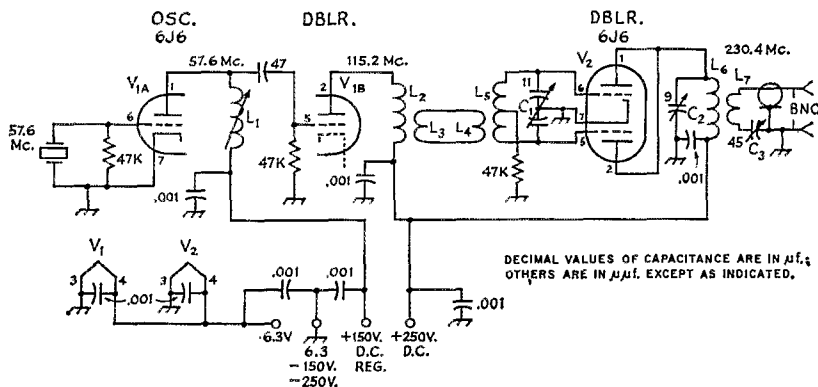 OSC.
6J6
DBLR.
DBLR.
6J6
57.6 Mc.
47
115.2 Mc.
230.4 Mc.
V1A
1
6
7
57.6
Mc.
47K
L1
.001
V1B
2
5
47K
.001
L2
L3
L4
L5
11
C1
47K
V2
1
6
7
5
2
L6
L7
9
C2
.001
45
C3
BNC
V1
3
4
V2
3
4
.001
.001
.001
.001
DECIMAL VALUES OF CAPACITANCE ARE IN µf.;
OTHERS ARE IN µµf. EXCEPT AS INDICATED.
6.3V
6.3
-150V.
-250V.
+150V.
D.C.
REG.
+250V.
D.C.